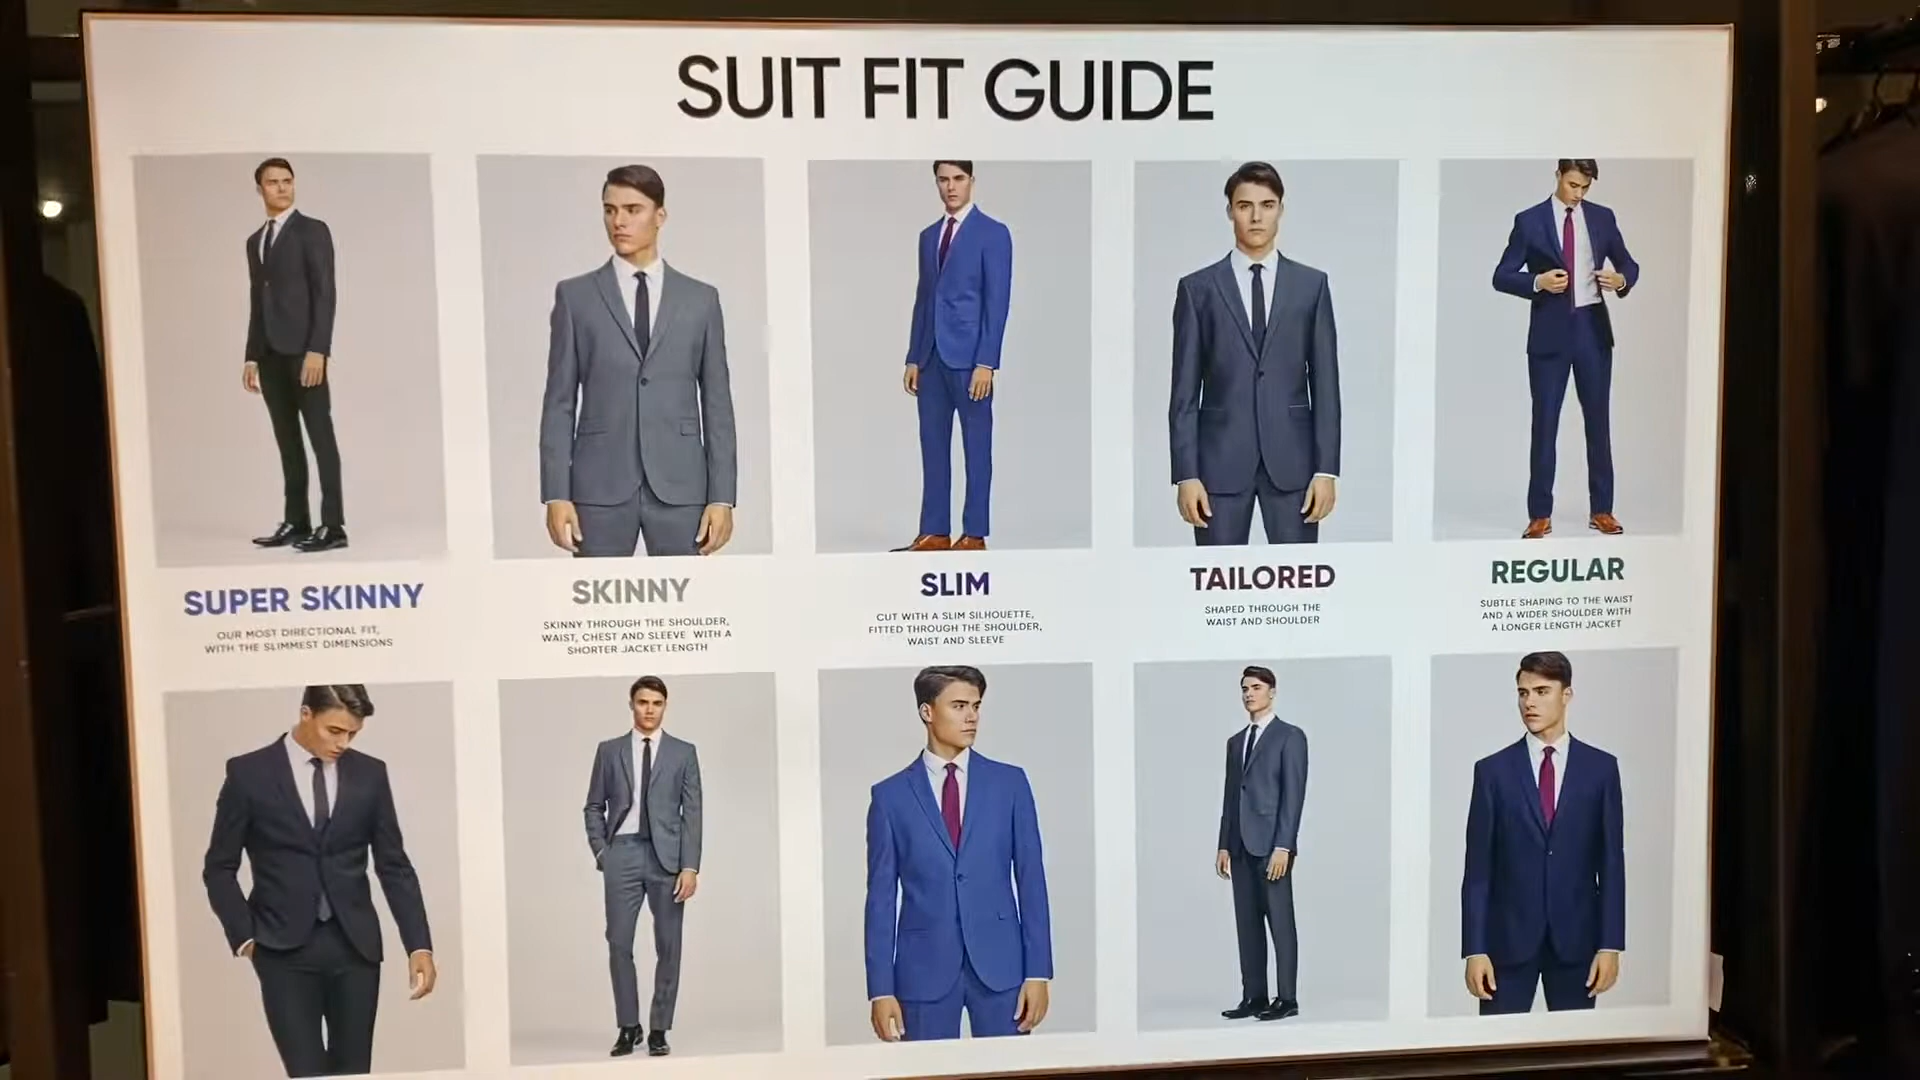 SUIT FIT GUIDE
SUPER SKINNY
OUR MOST DIRECTIONAL FIT,
WITH THE SLIMMEST DIMENSIONS
SKINNY
SKINNY THROUGH THE SHOULDER,
WAIST, CHEST AND SLEEVE WITH A
SHORTER JACKET LENGTH
SLIM
CUT WITH A SLIM SILHOUETTE,
FITTED THROUGH THE SHOULDER,
WAIST AND SLEEVE
TAILORED
SHAPED THROUGH THE
WAIST AND SHOULDER
REGULAR
SUBTLE SHAPING TO THE WAIST
AND A WIDER SHOULDER WITH
A LONGER LENGTH JACKET